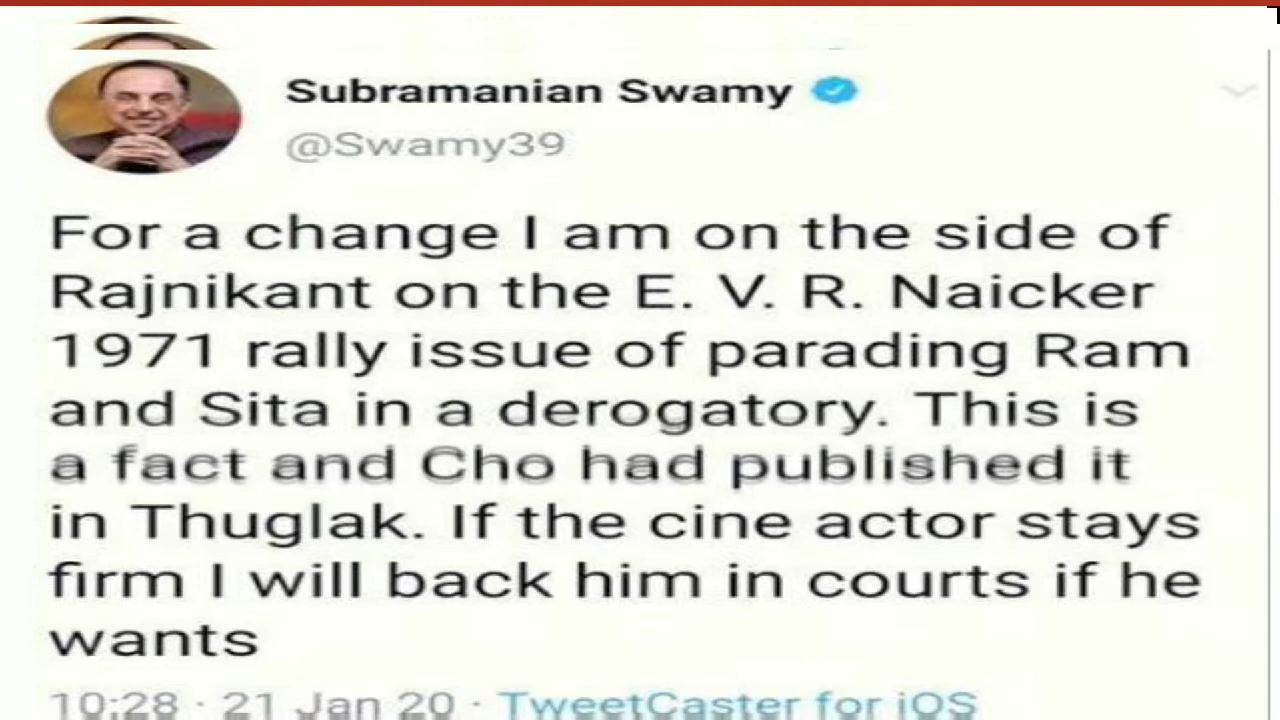 Subramanian Swamy
@Swamy39
For a change I am on the side of
Rajnikant on the E. V. R. Naicker
1971 rally issue of parading Ram
and Sita in a derogatory. This is
a fact and Cho had published it
in Thuglak. If the cine actor stays
firm I will back him in courts if he
wants
10:28 · 21 Jan 20 · TweetCaster for iOS